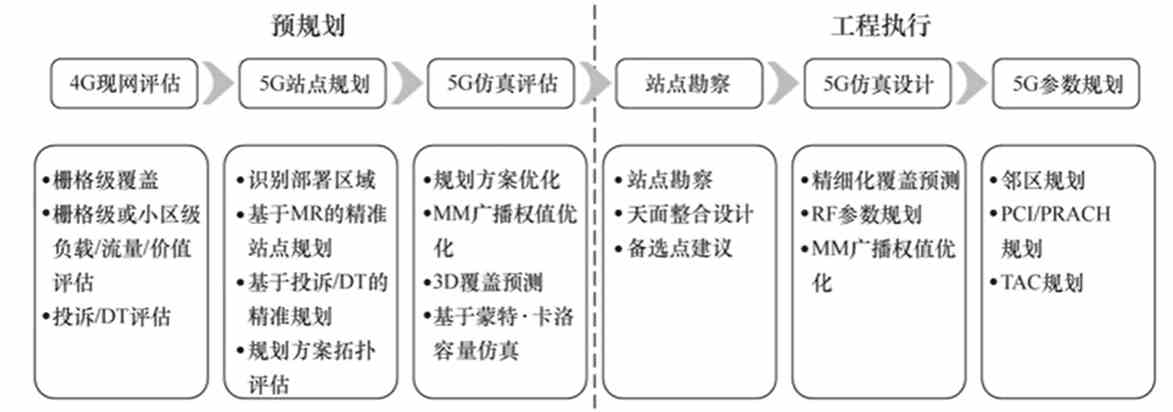 预规划
工程执行
4G现网评估
5G站点规划
5G仿真评估
站点勘察
5G仿真设计
5G参数规划
•栅格级覆盖
•栅格级或小区级
负载/流量/价值
评估
•投诉/DT评估
•识别部署区域
•基于MR的精准
站点规划
•基于投诉/DT的
精准规划
•规划方案拓扑
评估
•规划方案优化
•MM广播权值优
化
•3D覆盖预测
•基于蒙特·卡洛
容量仿真
•站点勘察
•天面整合设计
•备选点建议
•精细化覆盖预测
•RF参数规划
•MM广播权值优
化
•邻区规划
•PCI/PRACH
规划
•TAC规划